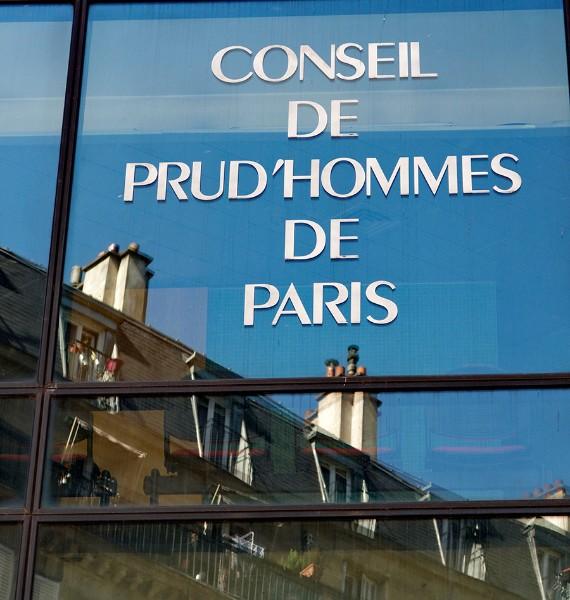 CONSEIL
DE
PRUD'HOMMES
DE
PARIS